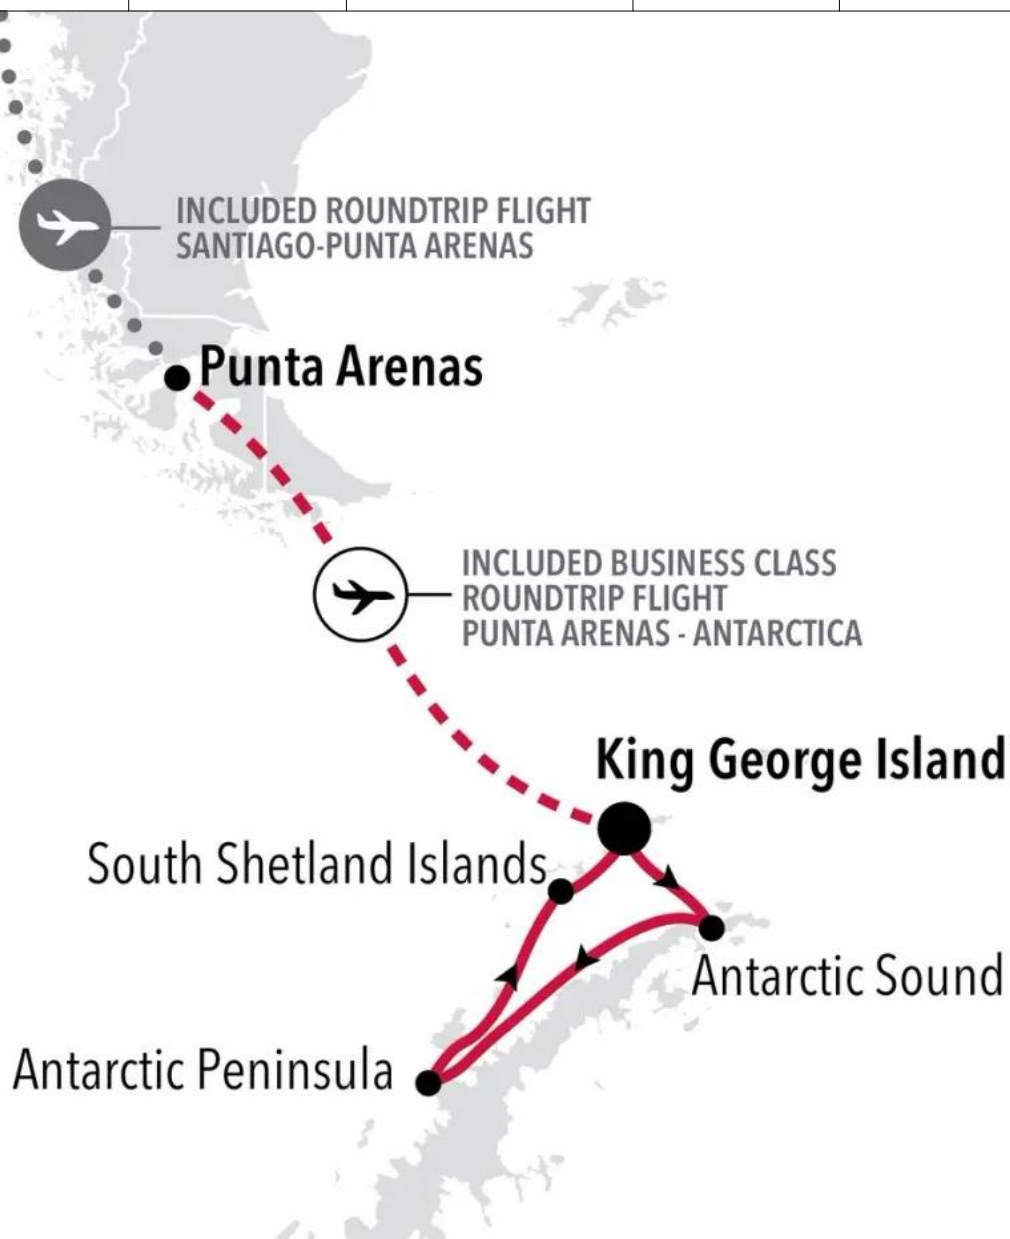 INCLUDED ROUNDTRIP FLIGHT
SANTIAGO-PUNTA ARENAS
Punta Arenas
INCLUDED BUSINESS CLASS
ROUNDTRIP FLIGHT
PUNTA ARENAS - ANTARCTICA
King George Island
South Shetland Islands
Antarctic Sound
Antarctic Peninsula